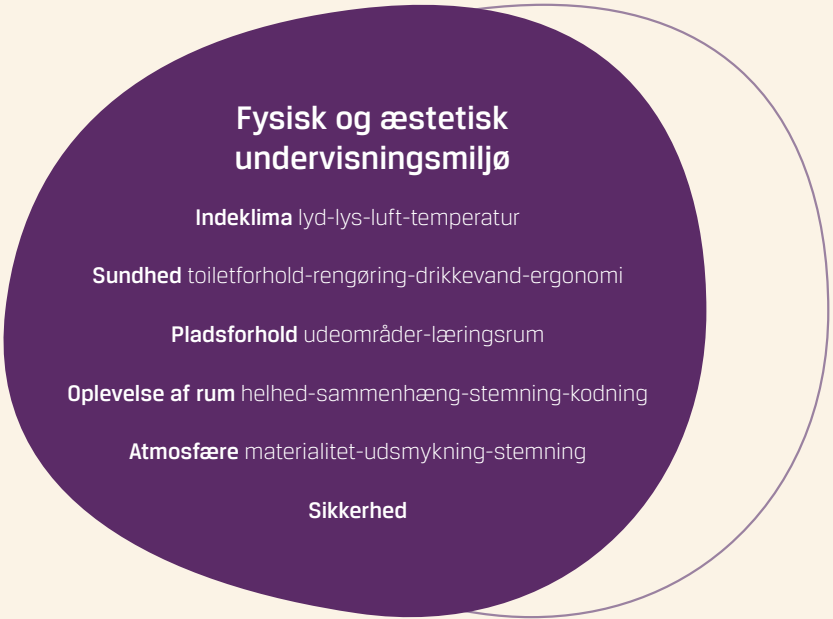 Fysisk og æstetisk
undervisningsmiljø
Indeklima lyd-lys-luft-temperatur
Sundhed toiletforhold-rengøring-drikkevand-ergonomi
Pladsforhold udeområder-læringsrum
Oplevelse af rum helhed-sammenhæng-stemning-kodning
Atmosfære materialitet-udsmykning-stemning
Sikkerhed